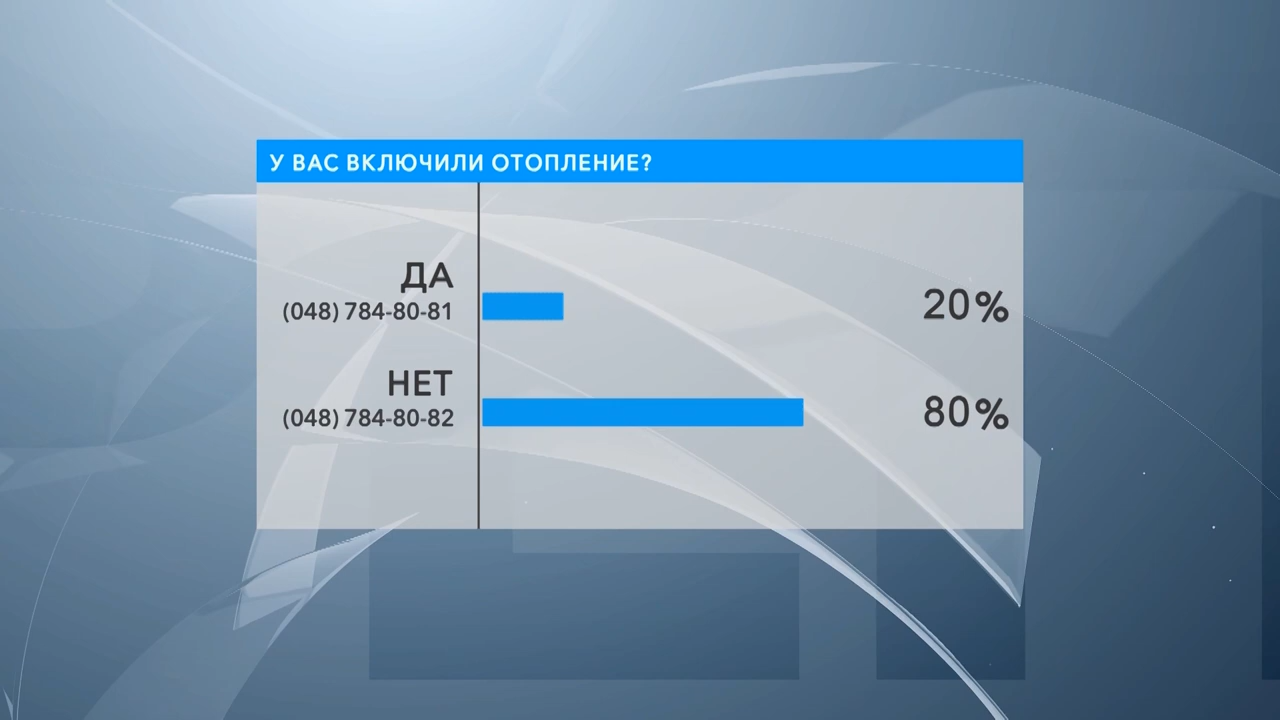 У ВАС ВКЛЮЧИЛИ ОТОПЛЕНИЕ?
ДА
(048) 784-80-81
20%
НЕТ
(048) 784-80-82
80%